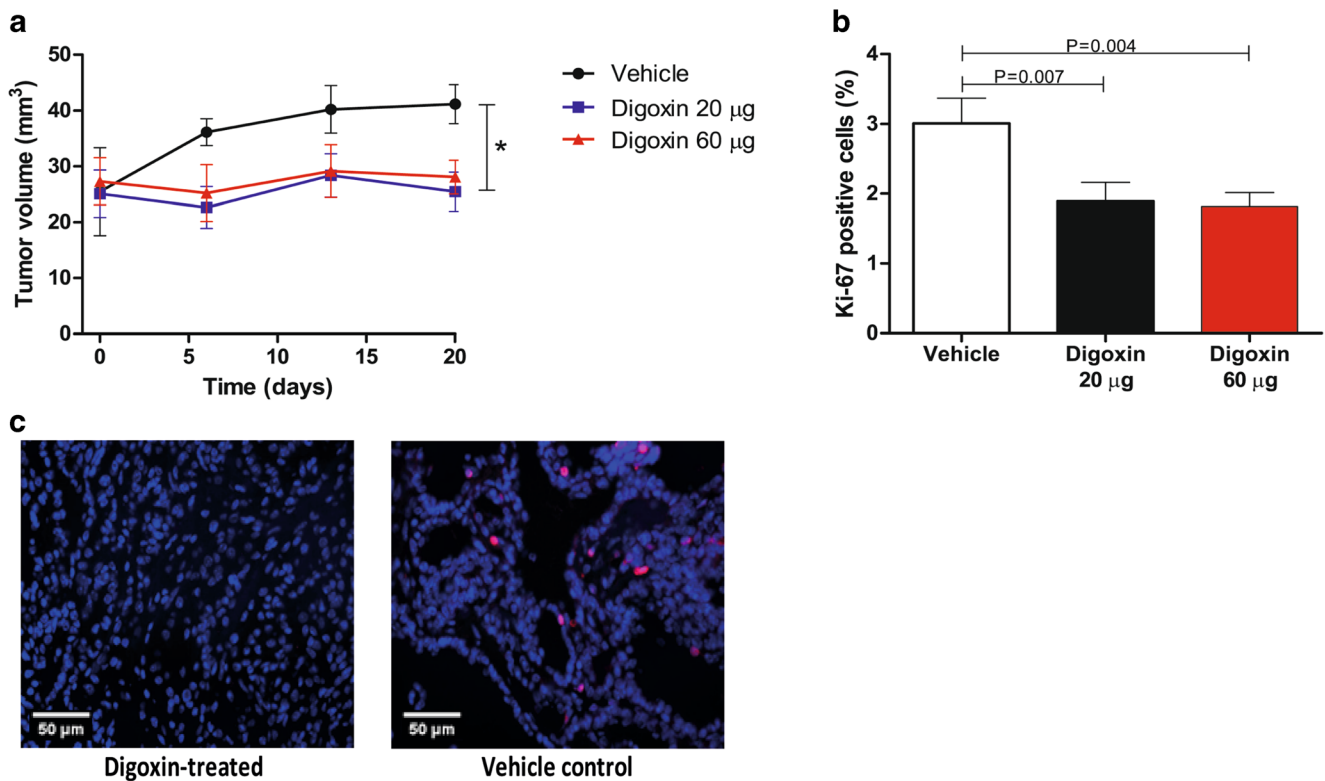 a
50
40
30
20
10
0
Tumor volume (mm³)
0 5 10 15 20
Time (days)
Vehicle
Digoxin 20 μg
Digoxin 60 μg
*
b
P=0.004
P=0.007
4
3
2
1
0
Ki-67 positive cells (%)
Vehicle Digoxin Digoxin
20 μg 60 μg
c
50 μm 50 μm
Digoxin-treated Vehicle control